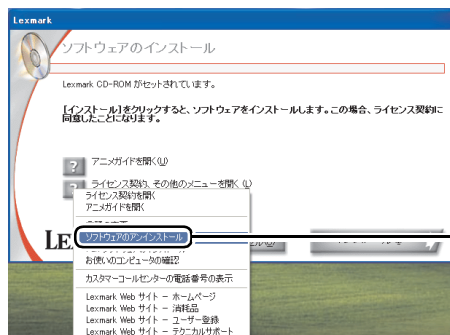 Lexmark
ソフトウェアのインストール
Lexmark CD-ROM がセットされています。
[インストール]をクリックすると、ソフトウェアをインストールします。この場合、ライセンス契約に
同意したことになります。
アニメガイドを開く(U)
ライセンス契約、その他のメニューを開く(L)
ライセンス契約を開く
アニメガイドを開く
ソフトウェアのアンインストール
お使いのコンピュータの確認
カスタマーコールセンターの電話番号の表示
Lexmark Web サイト － ホームページ
Lexmark Web サイト － 消耗品
Lexmark Web サイト － ユーザー登録
Lexmark Web サイト － テクニカルサポート